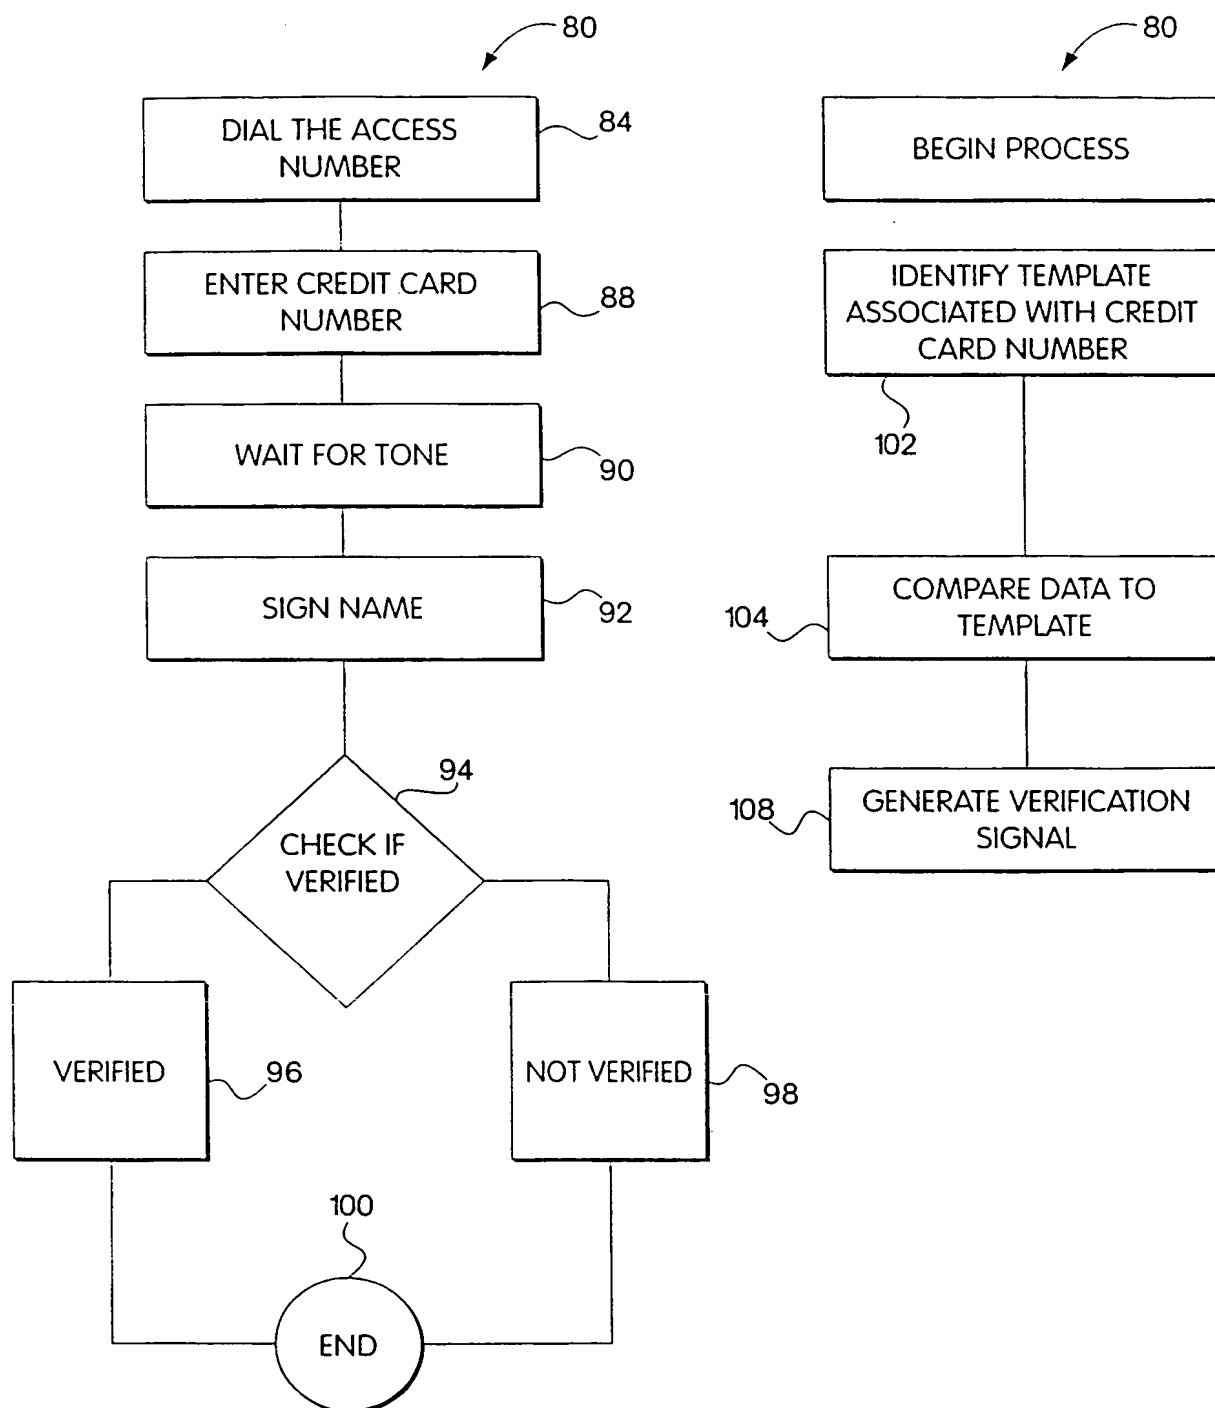 80
DIAL THE ACCESS
NUMBER
84
ENTER CREDIT CARD
NUMBER
88
WAIT FOR TONE
90
SIGN NAME
92
94
CHECK IF
VERIFIED
VERIFIED
96
NOT VERIFIED
98
100
END
80
BEGIN PROCESS
IDENTIFY TEMPLATE
ASSOCIATED WITH CREDIT
CARD NUMBER
102
COMPARE DATA TO
TEMPLATE
104
GENERATE VERIFICATION
SIGNAL
108